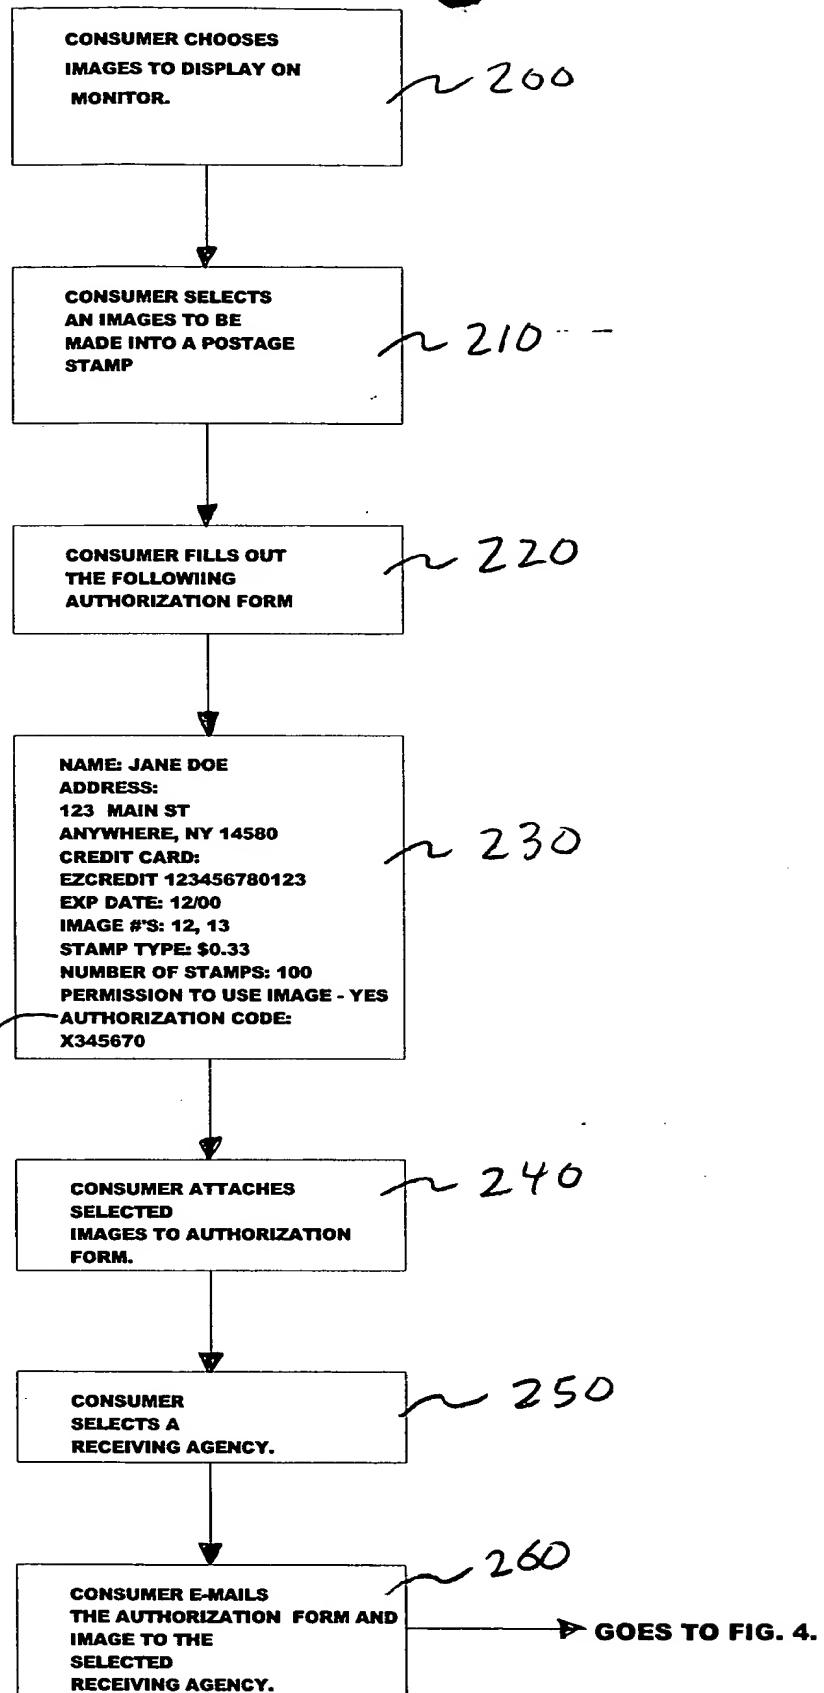 CONSUMER CHOOSES
IMAGES TO DISPLAY ON
MONITOR.
200
CONSUMER SELECTS
AN IMAGES TO BE
MADE INTO A POSTAGE
STAMP
210
CONSUMER FILLS OUT
THE FOLLOWIING
AUTHORIZATION FORM
220
NAME: JANE DOE
ADDRESS:
123 MAIN ST
ANYWHERE, NY 14580
CREDIT CARD:
EZCREDIT 123456780123
EXP DATE: 12/00
IMAGE #'S: 12, 13
STAMP TYPE: $0.33
NUMBER OF STAMPS: 100
PERMISSION TO USE IMAGE - YES
AUTHORIZATION CODE:
X345670
230
CONSUMER ATTACHES
SELECTED
IMAGES TO AUTHORIZATION
FORM.
240
CONSUMER
SELECTS A
RECEIVING AGENCY.
250
CONSUMER E-MAILS
THE AUTHORIZATION FORM AND
IMAGE TO THE
SELECTED
RECEIVING AGENCY.
260
GOES TO FIG. 4.